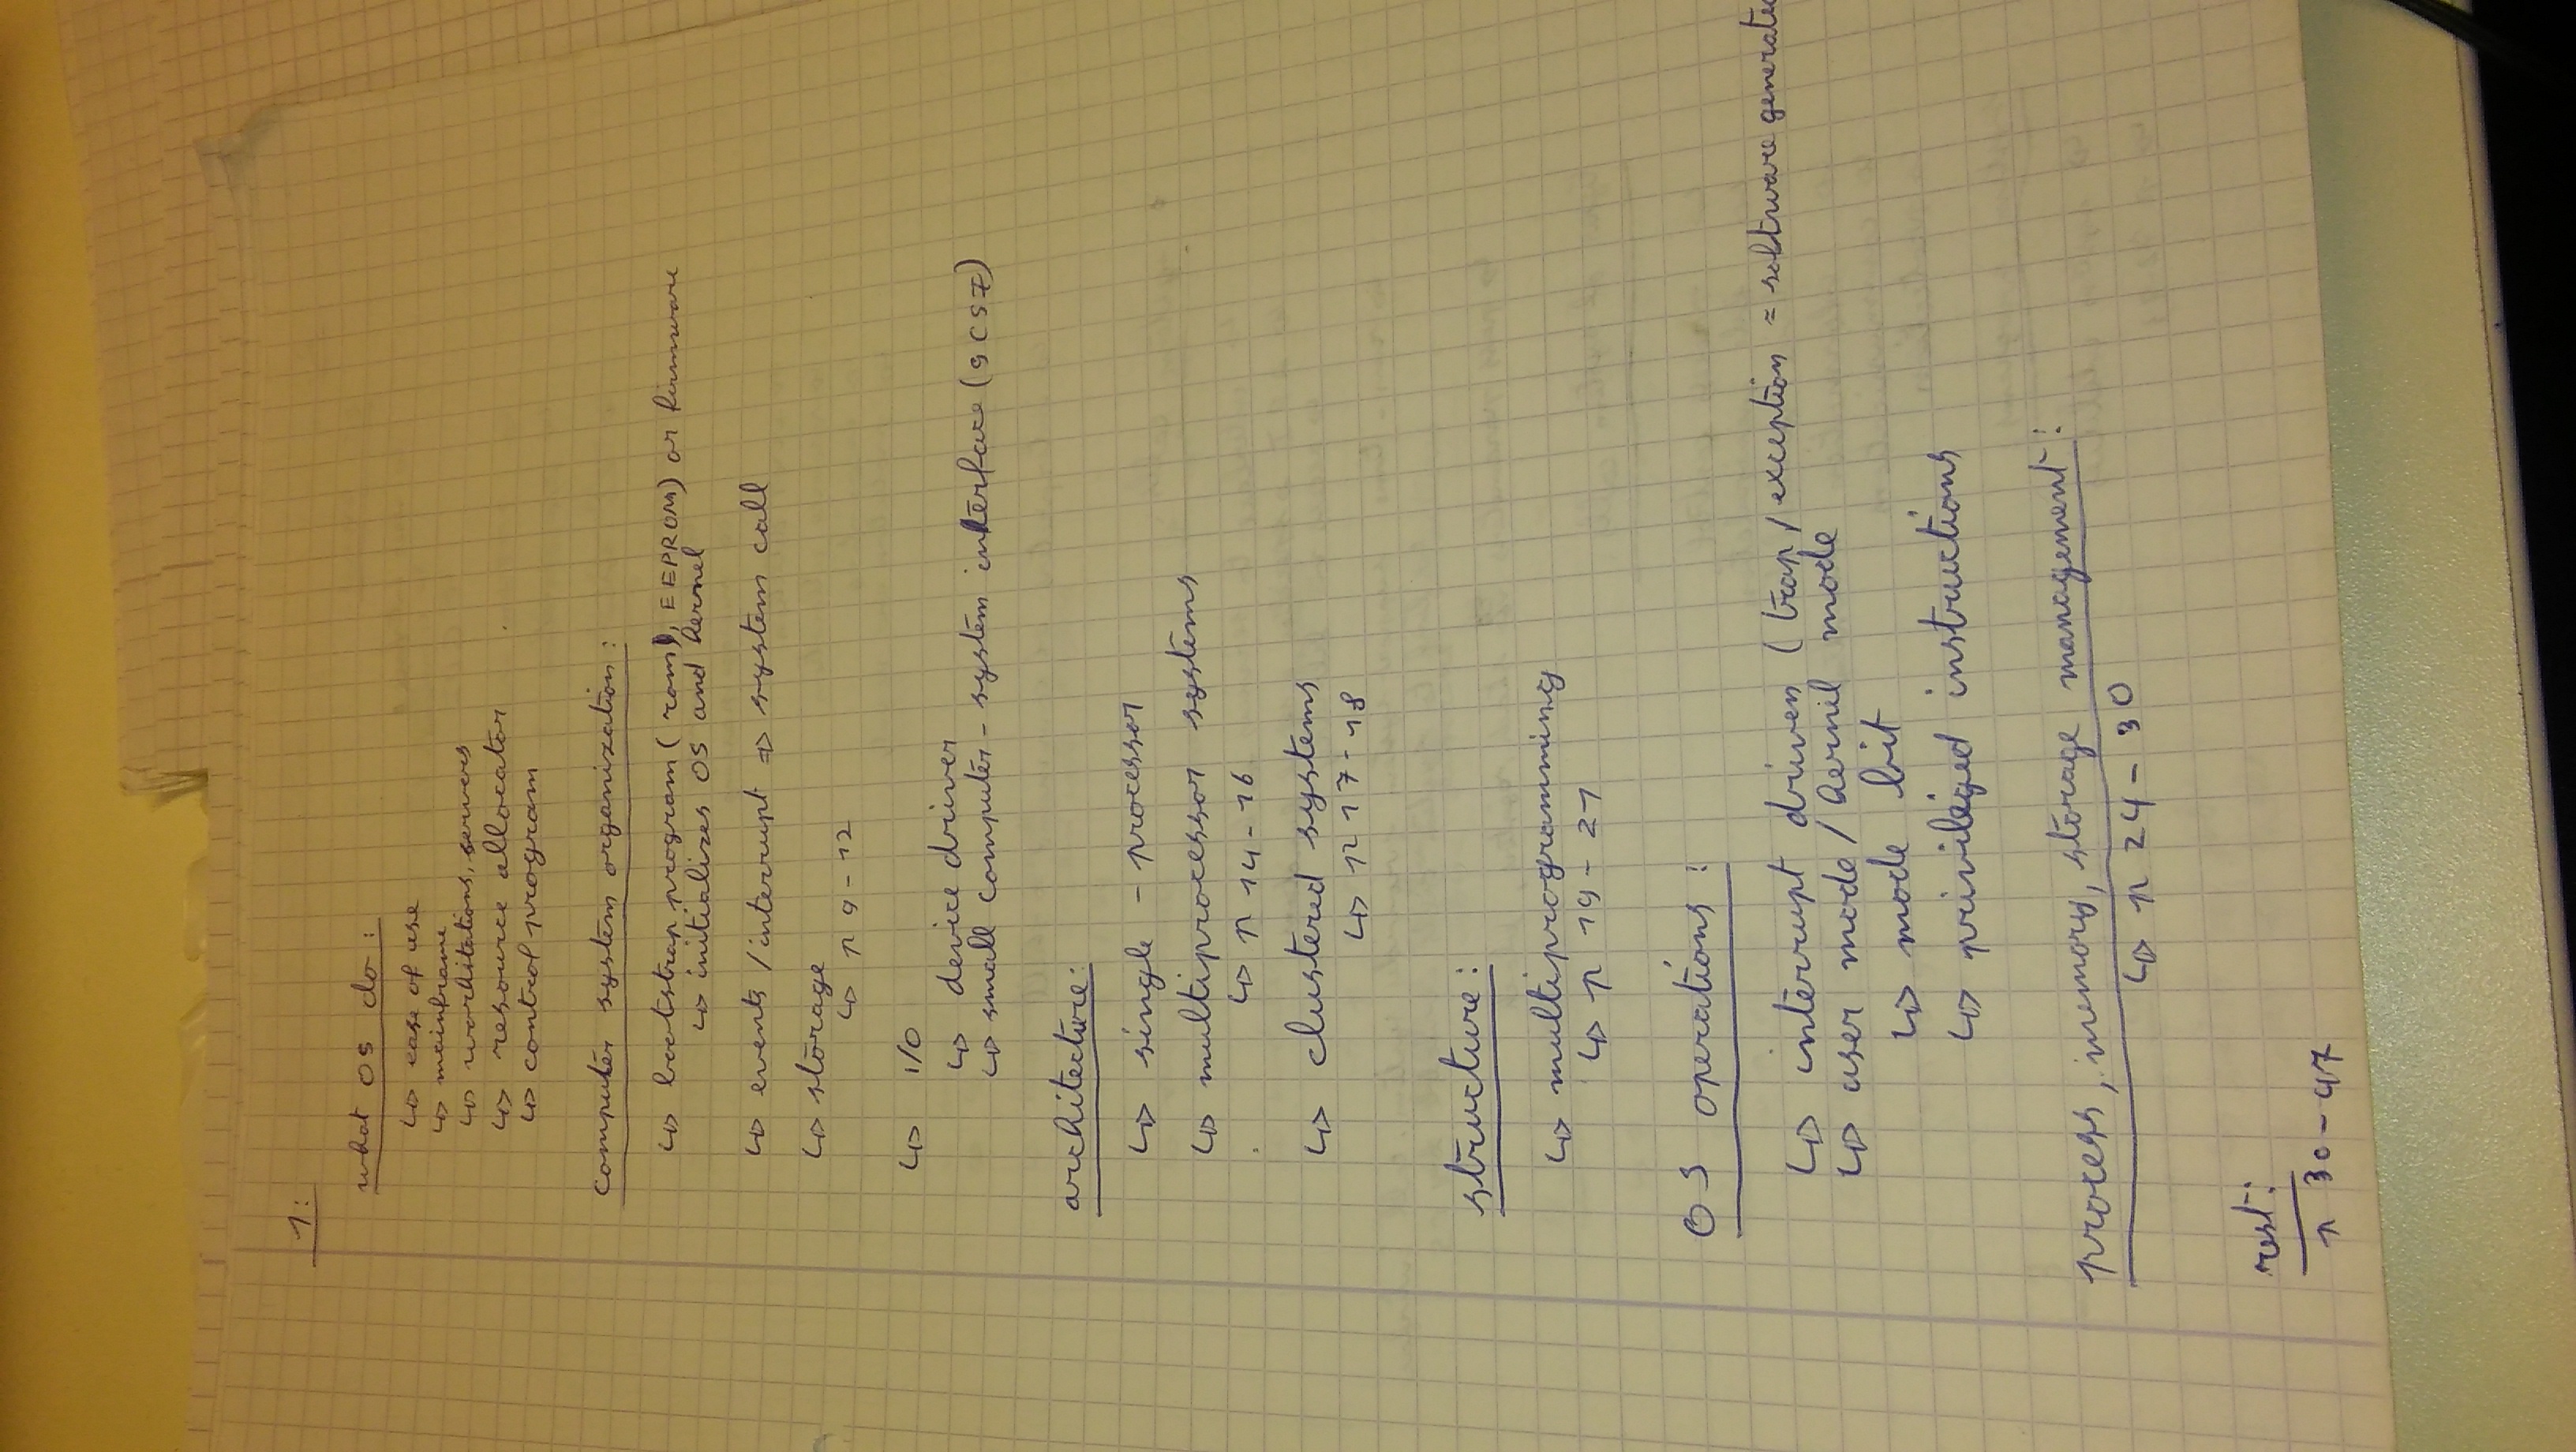 1:
what OS do:
↳ ease of use
↳ mainframe
↳ workstations, servers
↳ resource allocator
↳ control program
computer system organization:
↳ bootstrap program ( rom), EEPROM) or firmware
↳ initializes OS and kernel
↳ events / interrupt ⇒ system call
↳ storage
↳ p 9-12
↳ I/O
↳ device driver
↳ small computer-system interface (SCSI)
architecture:
↳ single-processor
↳ multiprocessor systems
↳ p 14-16
↳ clustered systems
↳ p 17-18
structure:
↳ multiprogramming
↳ p 19-21
OS operations:
↳ interrupt driven (trap/exception = software generated
↳ user mode / kernel mode
↳ mode bit
↳ privileged instructions
process, memory, storage management:
↳ p 24-30
rest:
p 30-47